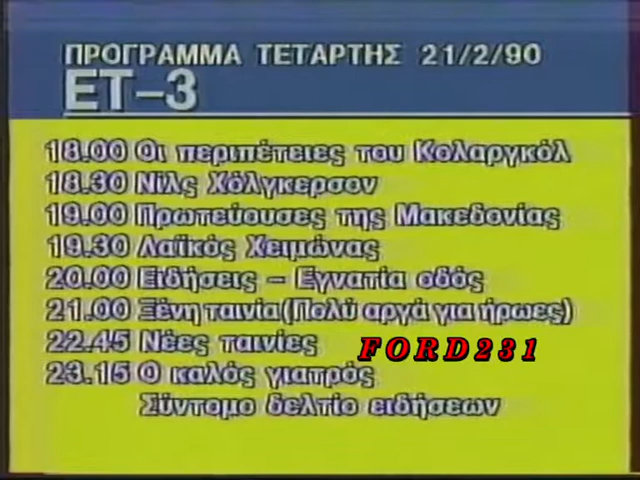 ΠΡΟΓΡΑΜΜΑ ΤΕΤΑΡΤΗΣ 21/2/90
ΕΤ-3
18.00 Οι περιπέτειες του Κολαργκόλ
18.30 Νίλς Χόλγκερσον
19.00 Πρωτεύουσες της Μακεδονίας
19.30 Λαϊκός Χειμώνας
20.00 Ειδήσεις - Εγνατία οδός
21.00 Ξένη ταινία(Πολύ αργά για ήρωες)
22.45 Νέες ταινίες
FORD231
23.15 Ο καλός γιατρός
Σύντομο δελτίο ειδήσεων